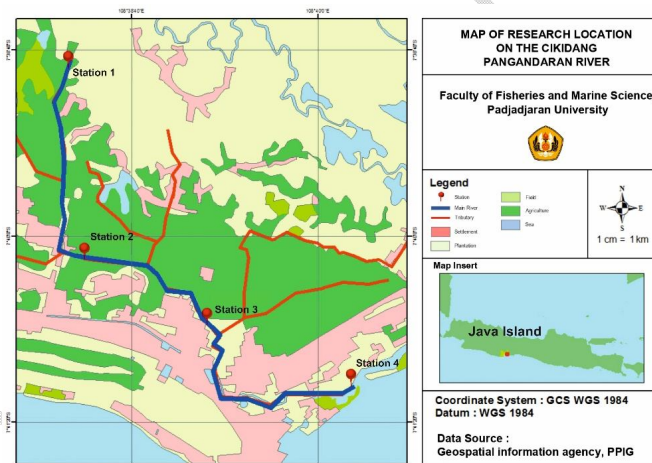 MAP OF RESEARCH LOCATION
ON THE CIKIDANG
PANGANDARAN RIVER
Faculty of Fisheries and Marine Science
Padjadjaran University
Legend
Station
Main River
Tributary
Settlement
Plantation
Field
Agriculture
Sea
N
W E
S
1 cm = 1 km
Map Insert
Java Island
Coordinate System : GCS WGS 1984
Datum : WGS 1984
Data Source :
Geospatial information agency, PPIG
Station 1
Station 2
Station 3
Station 4